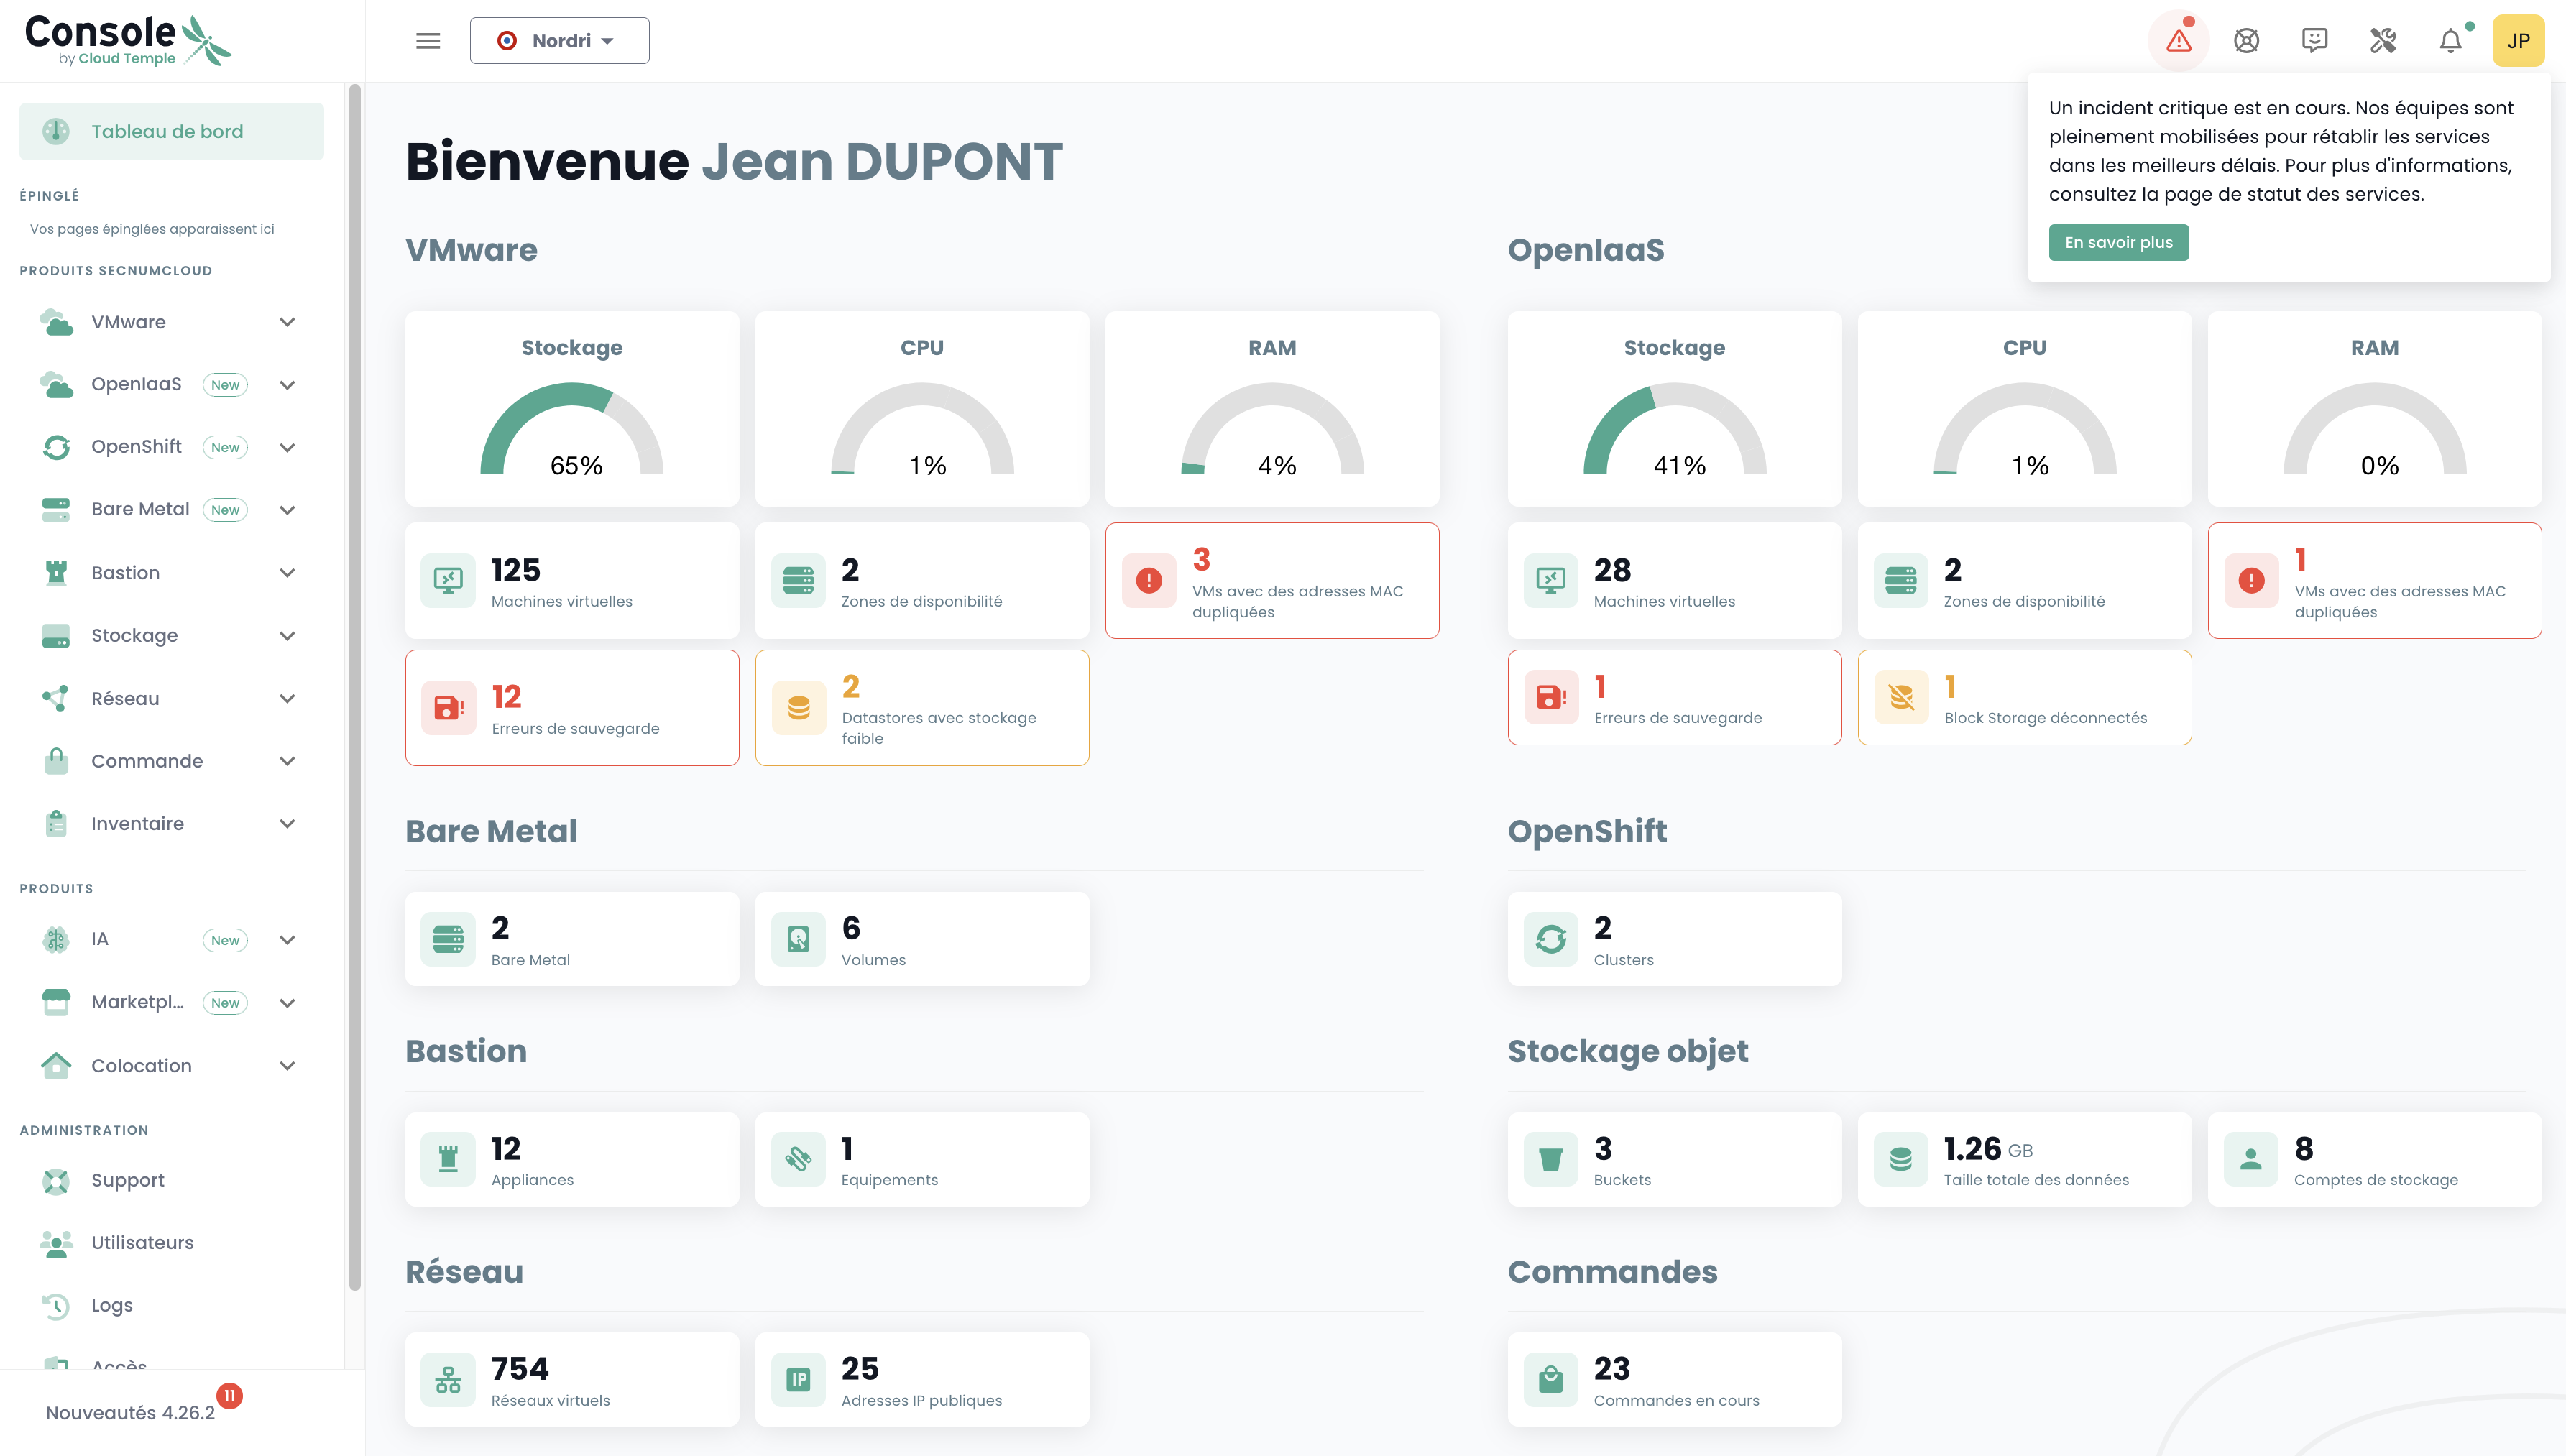 Console
by Cloud Temple
Nordri
JP
Un incident critique est en cours. Nos équipes sont
pleinement mobilisées pour rétablir les services
dans les meilleurs délais. Pour plus d'informations,
consultez la page de statut des services.
En savoir plus
Tableau de bord
ÉPINGLÉ
Vos pages épinglées apparaissent ici
PRODUITS SECNUMCLOUD
VMware
OpenIaaS New
OpenShift New
Bare Metal New
Bastion
Stockage
Réseau
Commande
Inventaire
PRODUITS
IA New
Marketpl... New
Colocation
ADMINISTRATION
Support
Utilisateurs
Logs
Accès
Nouveautés 4.26.2
11
Bienvenue Jean DUPONT
VMware
Stockage
65%
CPU
1%
RAM
4%
125
Machines virtuelles
2
Zones de disponibilité
3
VMs avec des adresses MAC
dupliquées
12
Erreurs de sauvegarde
2
Datastores avec stockage
faible
OpenIaaS
Stockage
41%
CPU
1%
RAM
0%
28
Machines virtuelles
2
Zones de disponibilité
1
VMs avec des adresses MAC
dupliquées
1
Erreurs de sauvegarde
1
Block Storage déconnectés
Bare Metal
2
Bare Metal
6
Volumes
OpenShift
2
Clusters
Bastion
12
Appliances
1
Equipements
Stockage objet
3
Buckets
1.26 GB
Taille totale des données
8
Comptes de stockage
Réseau
754
Réseaux virtuels
IP
25
Adresses IP publiques
Commandes
23
Commandes en cours